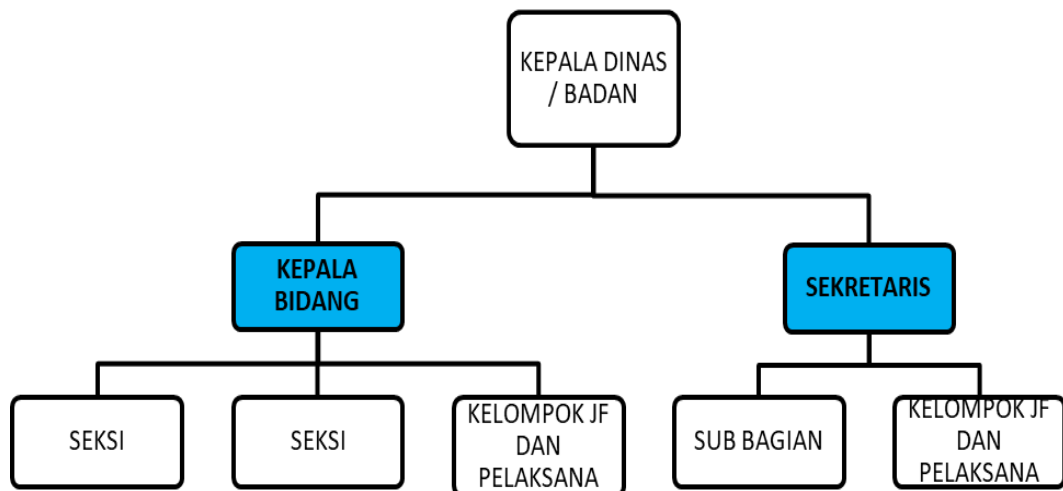 KEPALA DINAS
/ BADAN
KEPALA
BIDANG
SEKRETARIS
SEKSI
SEKSI
KELOMPOK JF
DAN
PELAKSANA
SUB BAGIAN
KELOMPOK JF
DAN
PELAKSANA